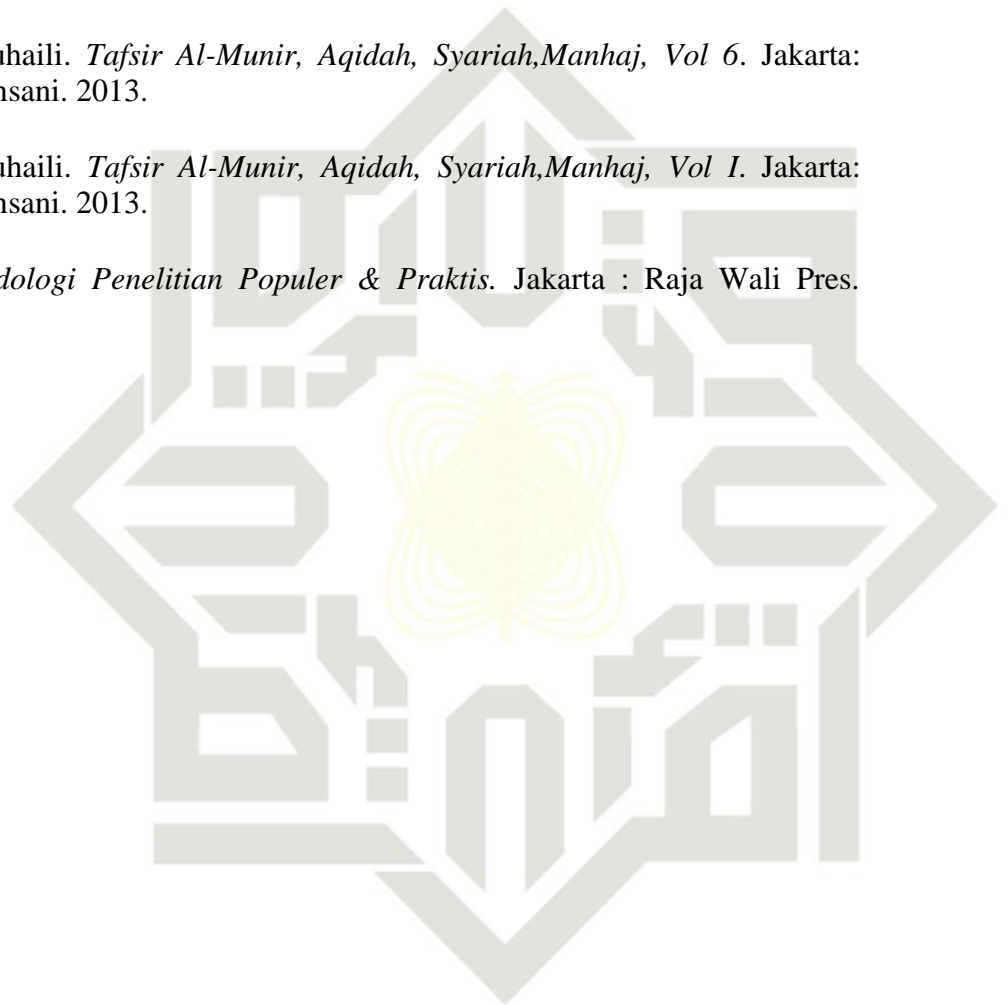 uhaili. Tafsir Al-Munir, Aqidah, Syariah,Manhaj, Vol 6. Jakarta:
nsani. 2013.
uhaili. Tafsir Al-Munir, Aqidah, Syariah,Manhaj, Vol I. Jakarta:
nsani. 2013.
dologi Penelitian Populer & Praktis. Jakarta : Raja Wali Pres.